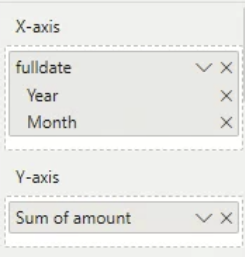 X-axis
fulldate
Year
Month
Y-axis
Sum of amount